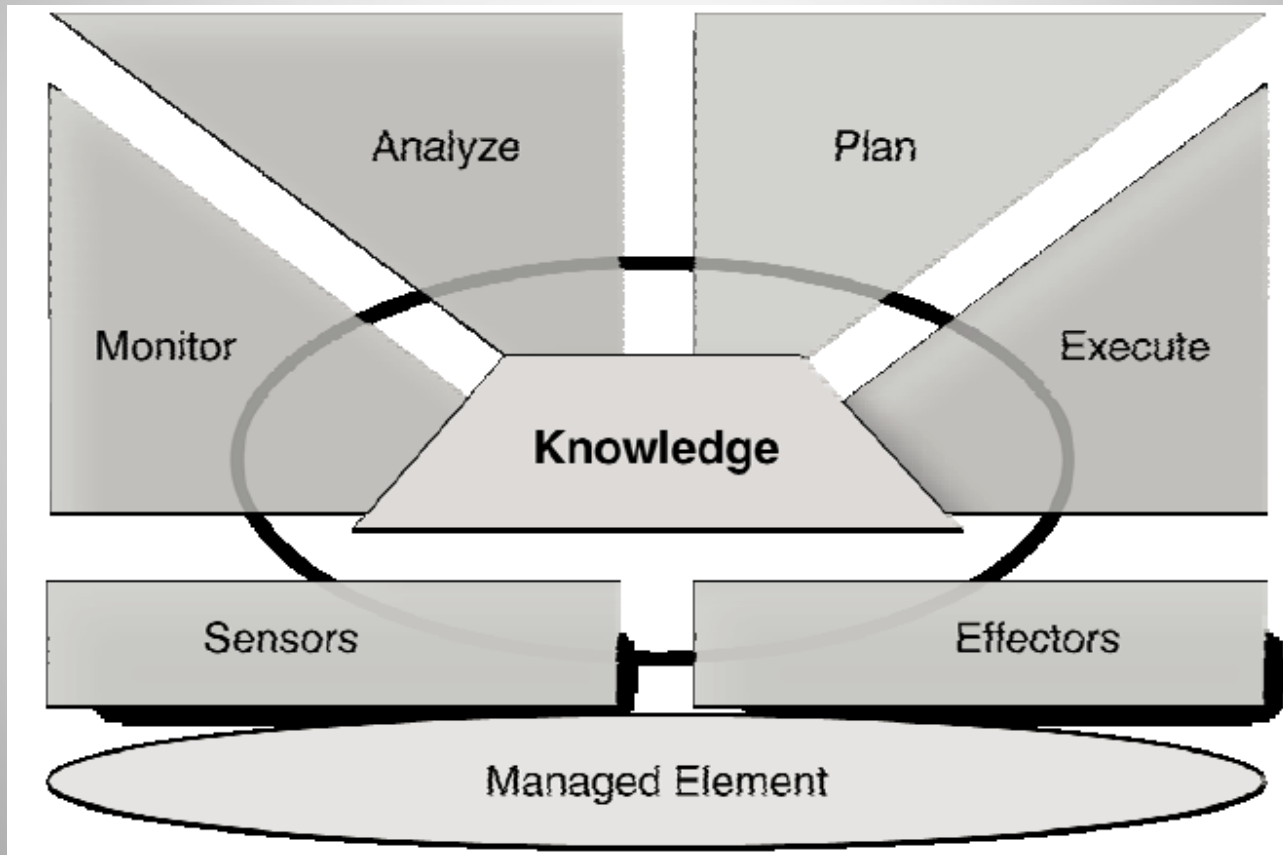 Analyze
Plan
Monitor
Execute
Knowledge
Sensors
Effectors
Managed Element